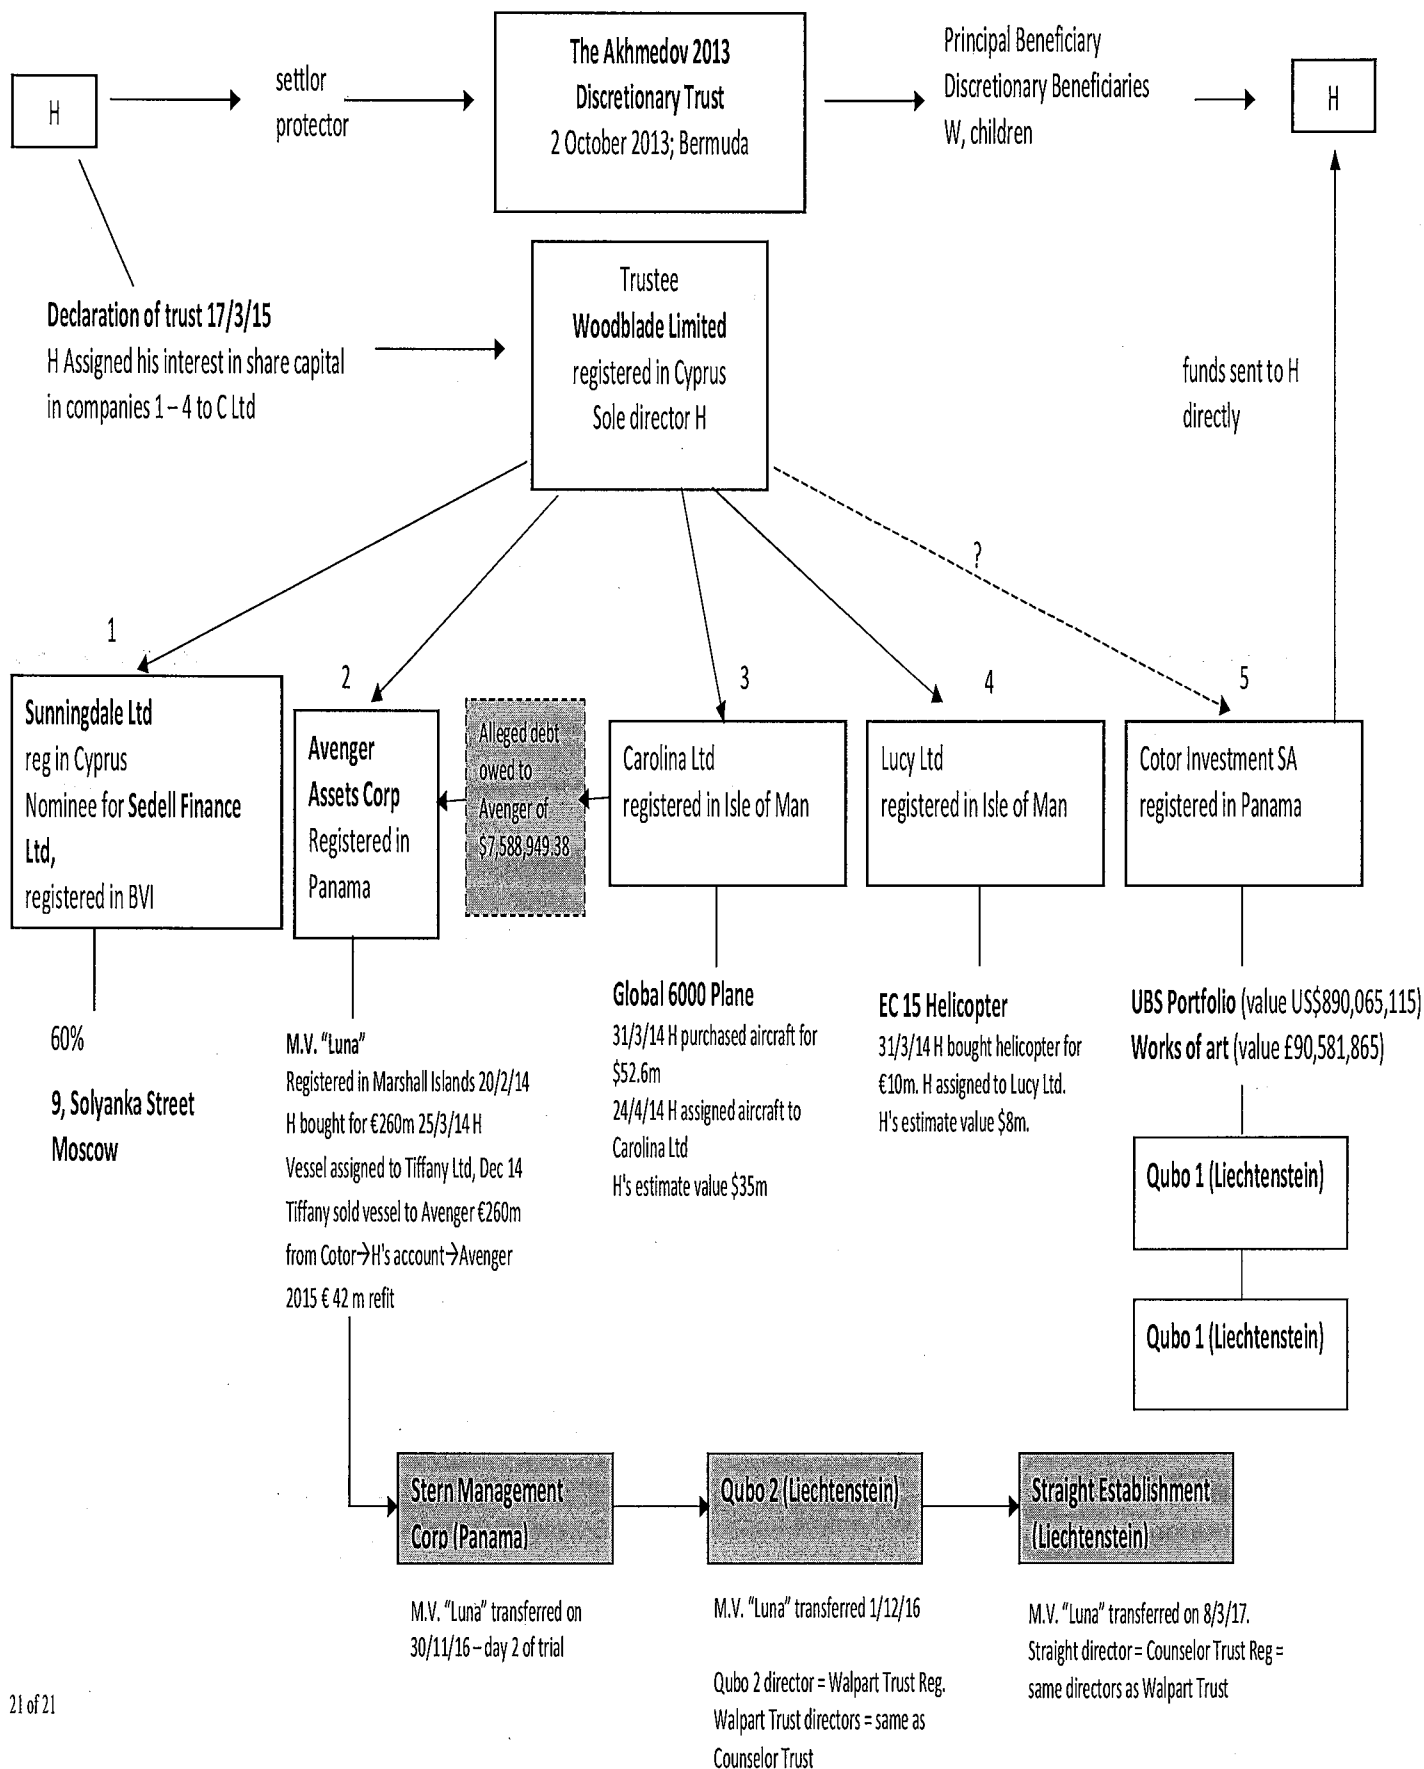 H
settlor
protector
The Akhmedov 2013
Discretionary Trust
2 October 2013; Bermuda
Principal Beneficiary
Discretionary Beneficiaries
W, children
H
Declaration of trust 17/3/15
H Assigned his interest in share capital
in companies 1 – 4 to C Ltd
Trustee
Woodblade Limited
registered in Cyprus
Sole director H
funds sent to H
directly
?
1
2
3
4
5
Sunningdale Ltd
reg in Cyprus
Nominee for Sedell Finance
Ltd,
registered in BVI
Avenger
Assets Corp
Registered in
Panama
Alleged debt
owed to
Avenger of
$7,588,949.38
Carolina Ltd
registered in Isle of Man
Lucy Ltd
registered in Isle of Man
Cotor Investment SA
registered in Panama
60%
9, Solyanka Street
Moscow
M.V. "Luna"
Registered in Marshall Islands 20/2/14
H bought for €260m 25/3/14 H
Vessel assigned to Tiffany Ltd, Dec 14
Tiffany sold vessel to Avenger €260m
from Cotor→H's account→Avenger
2015 € 42 m refit
Global 6000 Plane
31/3/14 H purchased aircraft for
$52.6m
24/4/14 H assigned aircraft to
Carolina Ltd
H's estimate value $35m
EC 15 Helicopter
31/3/14 H bought helicopter for
€10m. H assigned to Lucy Ltd.
H's estimate value $8m.
UBS Portfolio (value US$890,065,115)
Works of art (value £90,581,865)
Qubo 1 (Liechtenstein)
Qubo 1 (Liechtenstein)
Stern Management
Corp (Panama)
Qubo 2 (Liechtenstein)
Straight Establishment
(Liechtenstein)
M.V. "Luna" transferred on
30/11/16 – day 2 of trial
M.V. "Luna" transferred 1/12/16
Qubo 2 director = Walpart Trust Reg.
Walpart Trust directors = same as
Counselor Trust
M.V. "Luna" transferred on 8/3/17.
Straight director = Counselor Trust Reg =
same directors as Walpart Trust
21 of 21